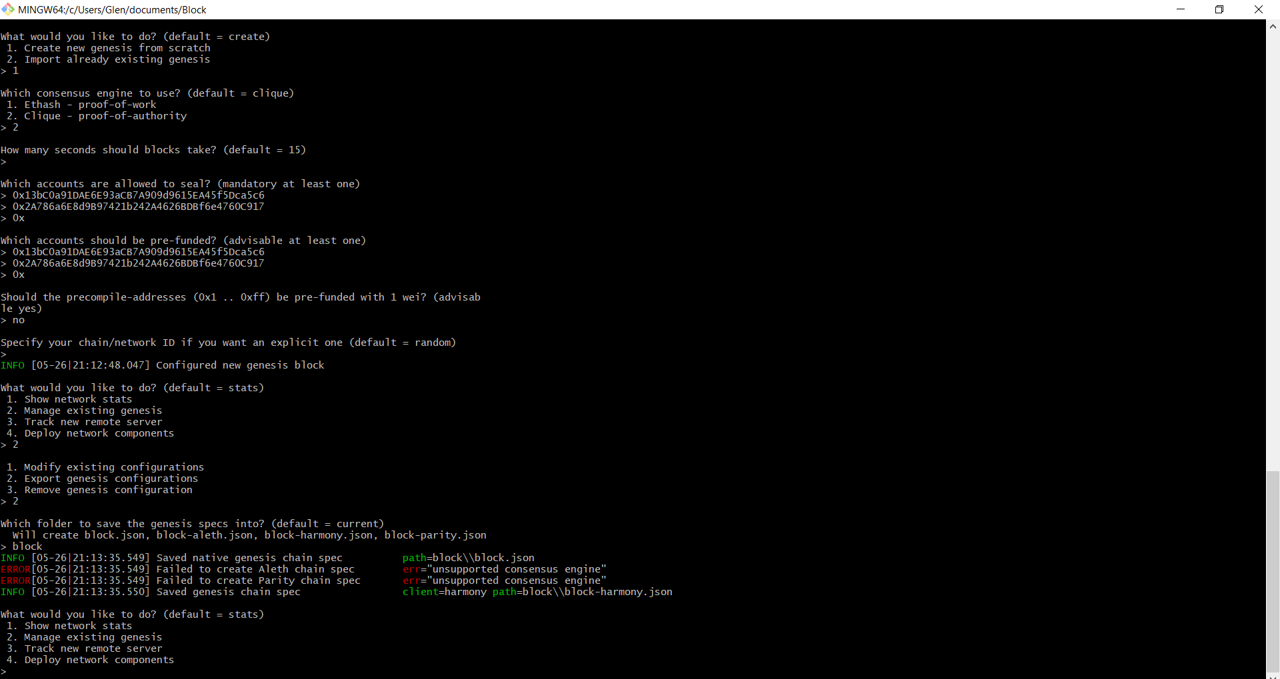 MINGW64:/c/Users/Glen/documents/Block
What would you like to do? (default = create)
1. Create new genesis from scratch
2. Import already existing genesis
> 1
Which consensus engine to use? (default = clique)
1. Ethash - proof-of-work
2. Clique - proof-of-authority
> 2
How many seconds should blocks take? (default = 15)
>
Which accounts are allowed to seal? (mandatory at least one)
> 0x13bC0a91DAE6E93aCB7A909d9615EA45f5Dca5c6
> 0x2A786a6E8d9B97421b242A4626BDBf6e4760C917
> 0x
Which accounts should be pre-funded? (advisable at least one)
> 0x13bC0a91DAE6E93aCB7A909d9615EA45f5Dca5c6
> 0x2A786a6E8d9B97421b242A4626BDBf6e4760C917
> 0x
Should the precompile-addresses (0x1 .. 0xff) be pre-funded with 1 wei? (advisab
le yes)
> no
Specify your chain/network ID if you want an explicit one (default = random)
>
INFO [05-26|21:12:48.047] Configured new genesis block
What would you like to do? (default = stats)
1. Show network stats
2. Manage existing genesis
3. Track new remote server
4. Deploy network components
> 2
1. Modify existing configurations
2. Export genesis configurations
3. Remove genesis configuration
> 2
Which folder to save the genesis specs into? (default = current)
Will create block.json, block-aleth.json, block-harmony.json, block-parity.json
> block
INFO [05-26|21:13:35.549] Saved native genesis chain spec path=block\\block.json
ERROR[05-26|21:13:35.549] Failed to create Aleth chain spec err="unsupported consensus engine"
ERROR[05-26|21:13:35.549] Failed to create Parity chain spec err="unsupported consensus engine"
INFO [05-26|21:13:35.550] Saved genesis chain spec client=harmony path=block\\block-harmony.json
What would you like to do? (default = stats)
1. Show network stats
2. Manage existing genesis
3. Track new remote server
4. Deploy network components
>